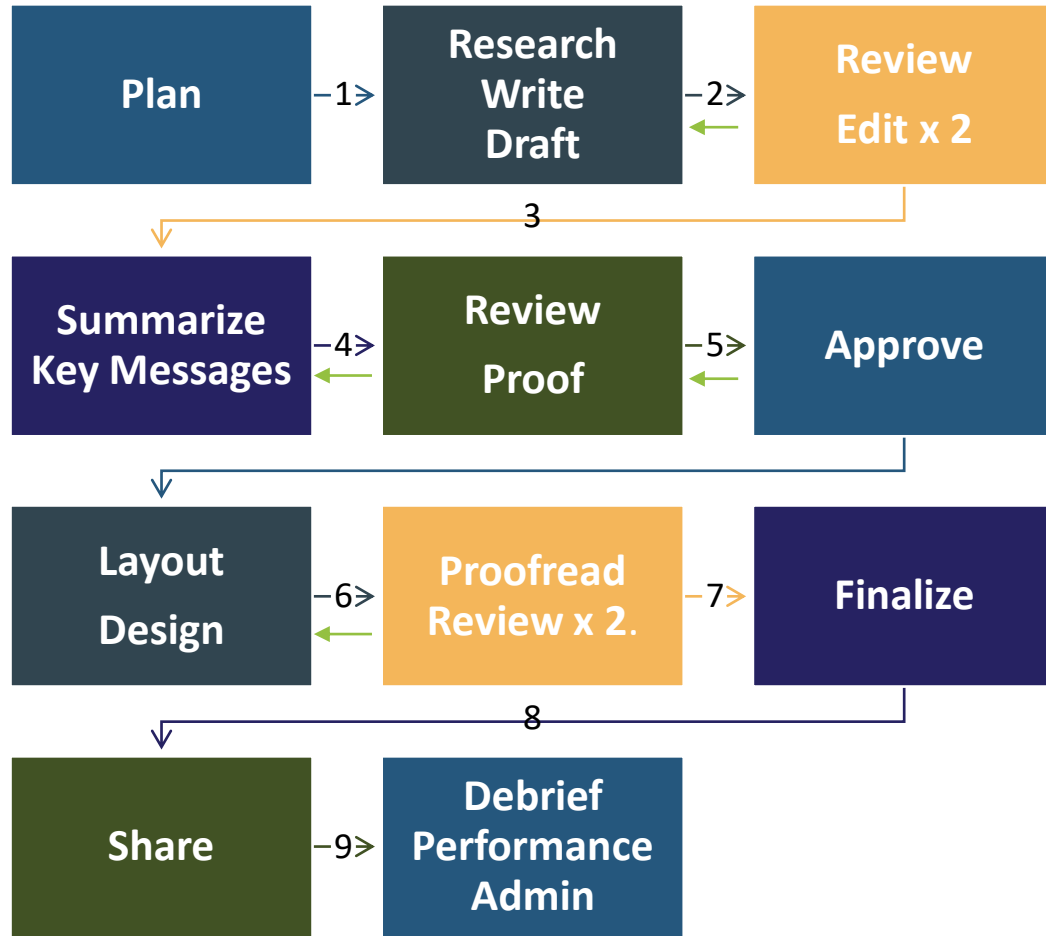 Plan
1
Research
Write
Draft
2
Review
Edit x 2
3
Summarize
Key Messages
4
Review
Proof
5
Approve
Layout
Design
6
Proofread
Review x 2.
7
Finalize
8
Share
9
Debrief
Performance
Admin